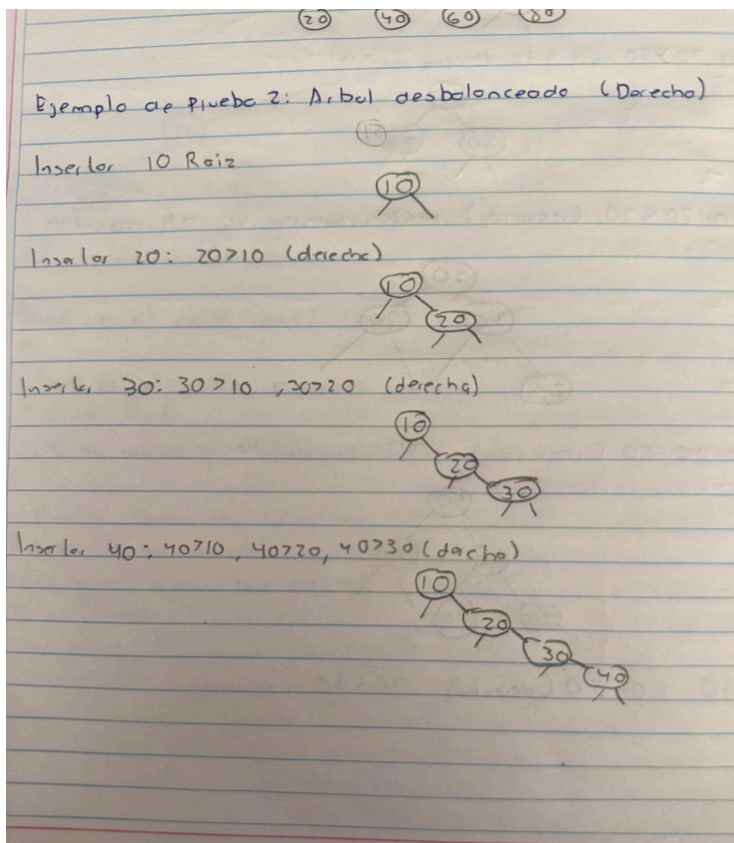 20 40 60 80
Ejemplo de Prueba 2: Arbol desbalanceado (Derecha)
Insertar 10 Raiz
10
Insertar 20: 20>10 (derecha)
10
20
Insertar 30: 30>10 , 30>20 (derecha)
10
20
30
Insertar 40: 40>10, 40>20, 40>30 (derecha)
10
20
30
40